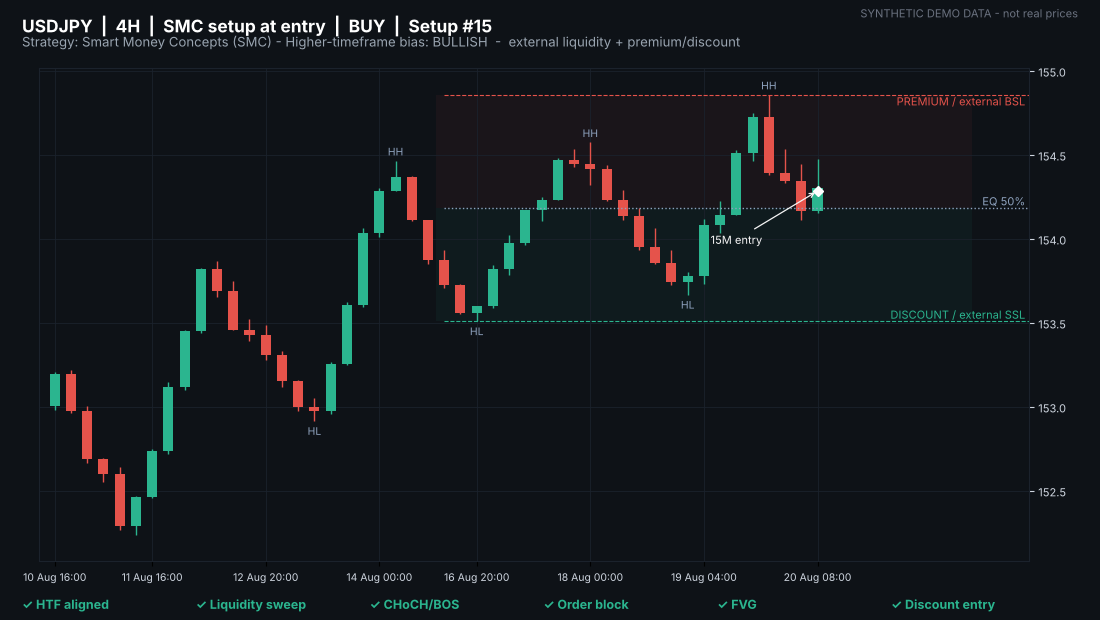 USDJPY | 4H | SMC setup at entry | BUY | Setup #15
SYNTHETIC DEMO DATA - not real prices
Strategy: Smart Money Concepts (SMC) - Higher-timeframe bias: BULLISH - external liquidity + premium/discount
155.0
HH
PREMIUM / external BSL
HH
HH
154.5
EQ 50%
15M entry
154.0
HL
DISCOUNT / external SSL
153.5
HL
153.0
HL
152.5
10 Aug 16:00 11 Aug 16:00 12 Aug 20:00 14 Aug 00:00 16 Aug 20:00 18 Aug 00:00 19 Aug 04:00 20 Aug 08:00
✓ HTF aligned ✓ Liquidity sweep ✓ CHoCH/BOS ✓ Order block ✓ FVG ✓ Discount entry